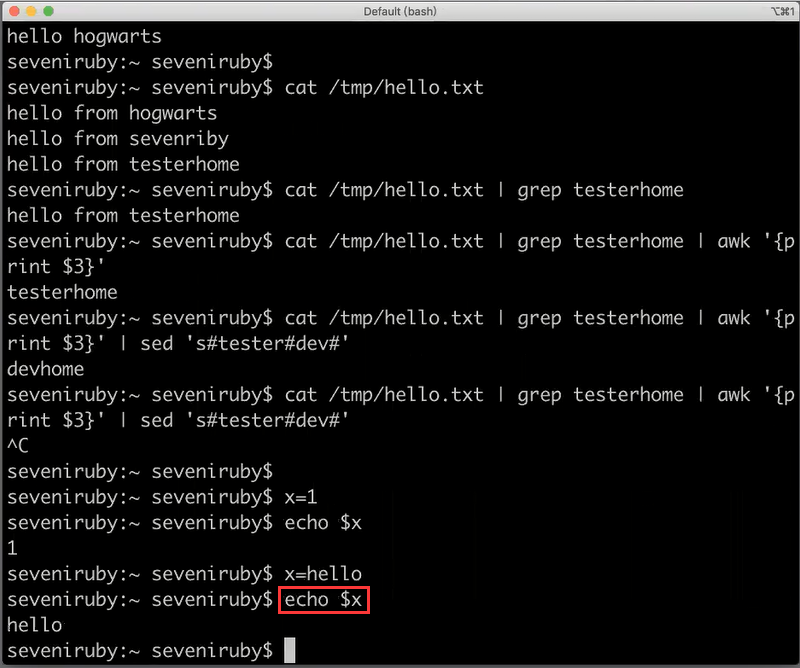 Default (bash)
⌥⌘1
hello hogwarts
seveniruby:~ seveniruby$
seveniruby:~ seveniruby$ cat /tmp/hello.txt
hello from hogwarts
hello from sevenriby
hello from testerhome
seveniruby:~ seveniruby$ cat /tmp/hello.txt | grep testerhome
hello from testerhome
seveniruby:~ seveniruby$ cat /tmp/hello.txt | grep testerhome | awk '{p
rint $3}'
testerhome
seveniruby:~ seveniruby$ cat /tmp/hello.txt | grep testerhome | awk '{p
rint $3}' | sed 's#tester#dev#'
devhome
seveniruby:~ seveniruby$ cat /tmp/hello.txt | grep testerhome | awk '{p
rint $3}' | sed 's#tester#dev#'
^C
seveniruby:~ seveniruby$
seveniruby:~ seveniruby$ x=1
seveniruby:~ seveniruby$ echo $x
1
seveniruby:~ seveniruby$ x=hello
seveniruby:~ seveniruby$ echo $x
hello
seveniruby:~ seveniruby$